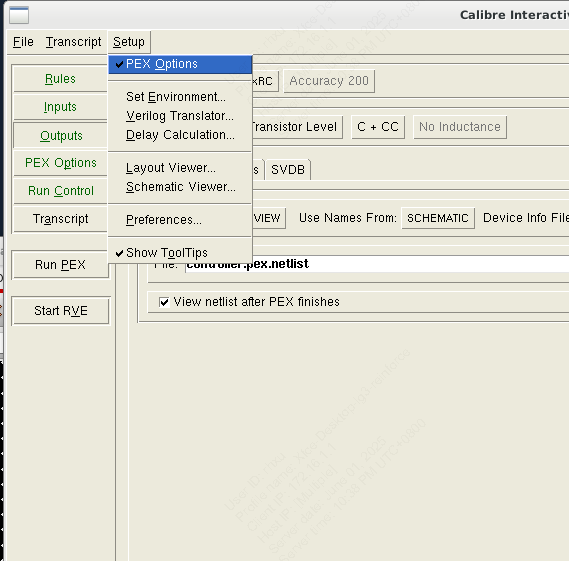 Calibre Interactiv
File Transcript Setup
PEX Options
Rules
xRC Accuracy 200
Set Environment...
Inputs
Verilog Translator...
Outputs
Delay Calculation...
Transistor Level C + CC No Inductance
PEX Options
Layout Viewer...
SVDB
Run Control
Schematic Viewer...
Transcript
Preferences...
VIEW Use Names From: SCHEMATIC Device Info File
Show ToolTips
Run PEX
File: controller.pex.netlist
View netlist after PEX finishes
Start RVE